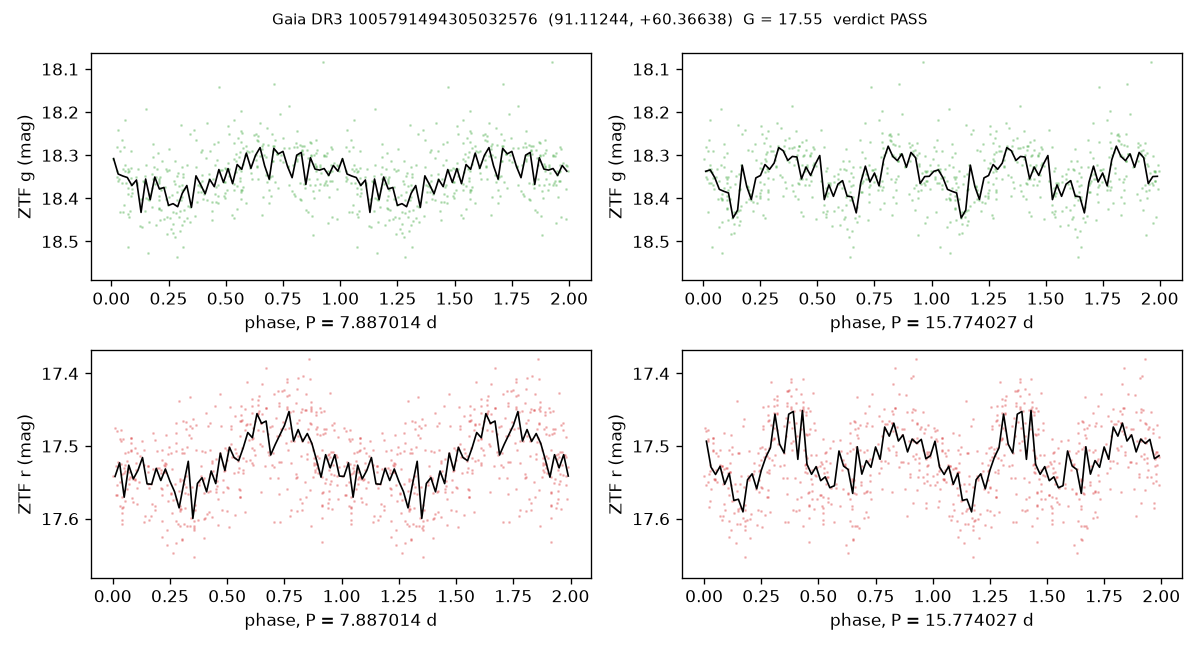 Gaia DR3 1005791494305032576 (91.11244, +60.36638) G = 17.55 verdict PASS
ZTF g (mag)
18.1
18.2
18.3
18.4
18.5
0.00 0.25 0.50 0.75 1.00 1.25 1.50 1.75 2.00
phase, P = 7.887014 d
ZTF g (mag)
18.1
18.2
18.3
18.4
18.5
0.00 0.25 0.50 0.75 1.00 1.25 1.50 1.75 2.00
phase, P = 15.774027 d
ZTF r (mag)
17.4
17.5
17.6
0.00 0.25 0.50 0.75 1.00 1.25 1.50 1.75 2.00
phase, P = 7.887014 d
ZTF r (mag)
17.4
17.5
17.6
0.00 0.25 0.50 0.75 1.00 1.25 1.50 1.75 2.00
phase, P = 15.774027 d